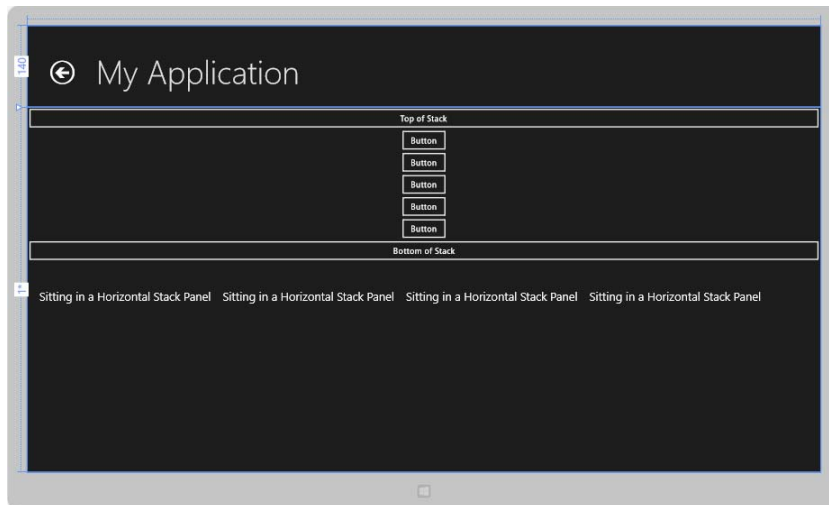 140
My Application
Top of Stack
Button
Button
Button
Button
Button
Bottom of Stack
1*
Sitting in a Horizontal Stack Panel Sitting in a Horizontal Stack Panel Sitting in a Horizontal Stack Panel Sitting in a Horizontal Stack Panel